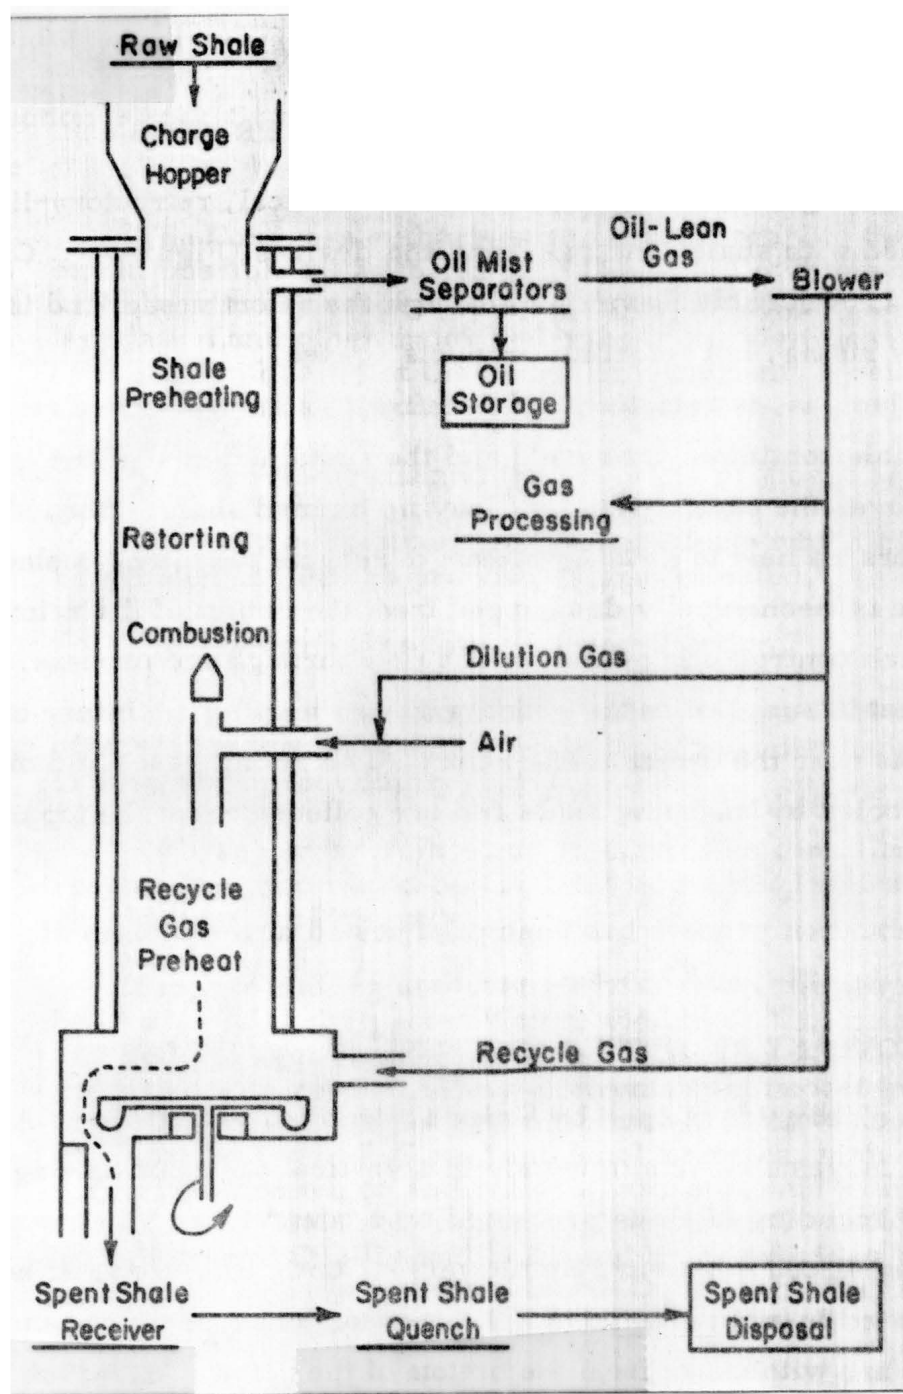 Raw Shale
Charge
Hopper
Oil-Lean
Gas
Oil Mist
Separators
Blower
Oil
Storage
Shale
Preheating
Gas
Processing
Retorting
Combustion
Dilution Gas
Air
Recycle
Gas
Preheat
Recycle Gas
Spent Shale
Receiver
Spent Shale
Quench
Spent Shale
Disposal